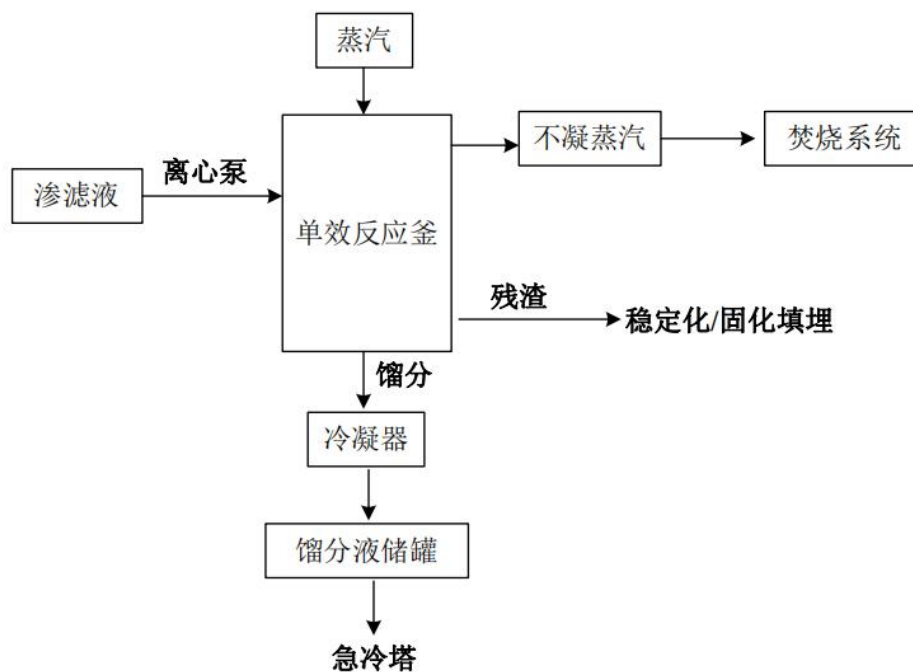 蒸汽
不凝蒸汽
焚烧系统
离心泵
渗滤液
单效反应釜
残渣
稳定化/固化填埋
馏分
冷凝器
馏分液储罐
急冷塔